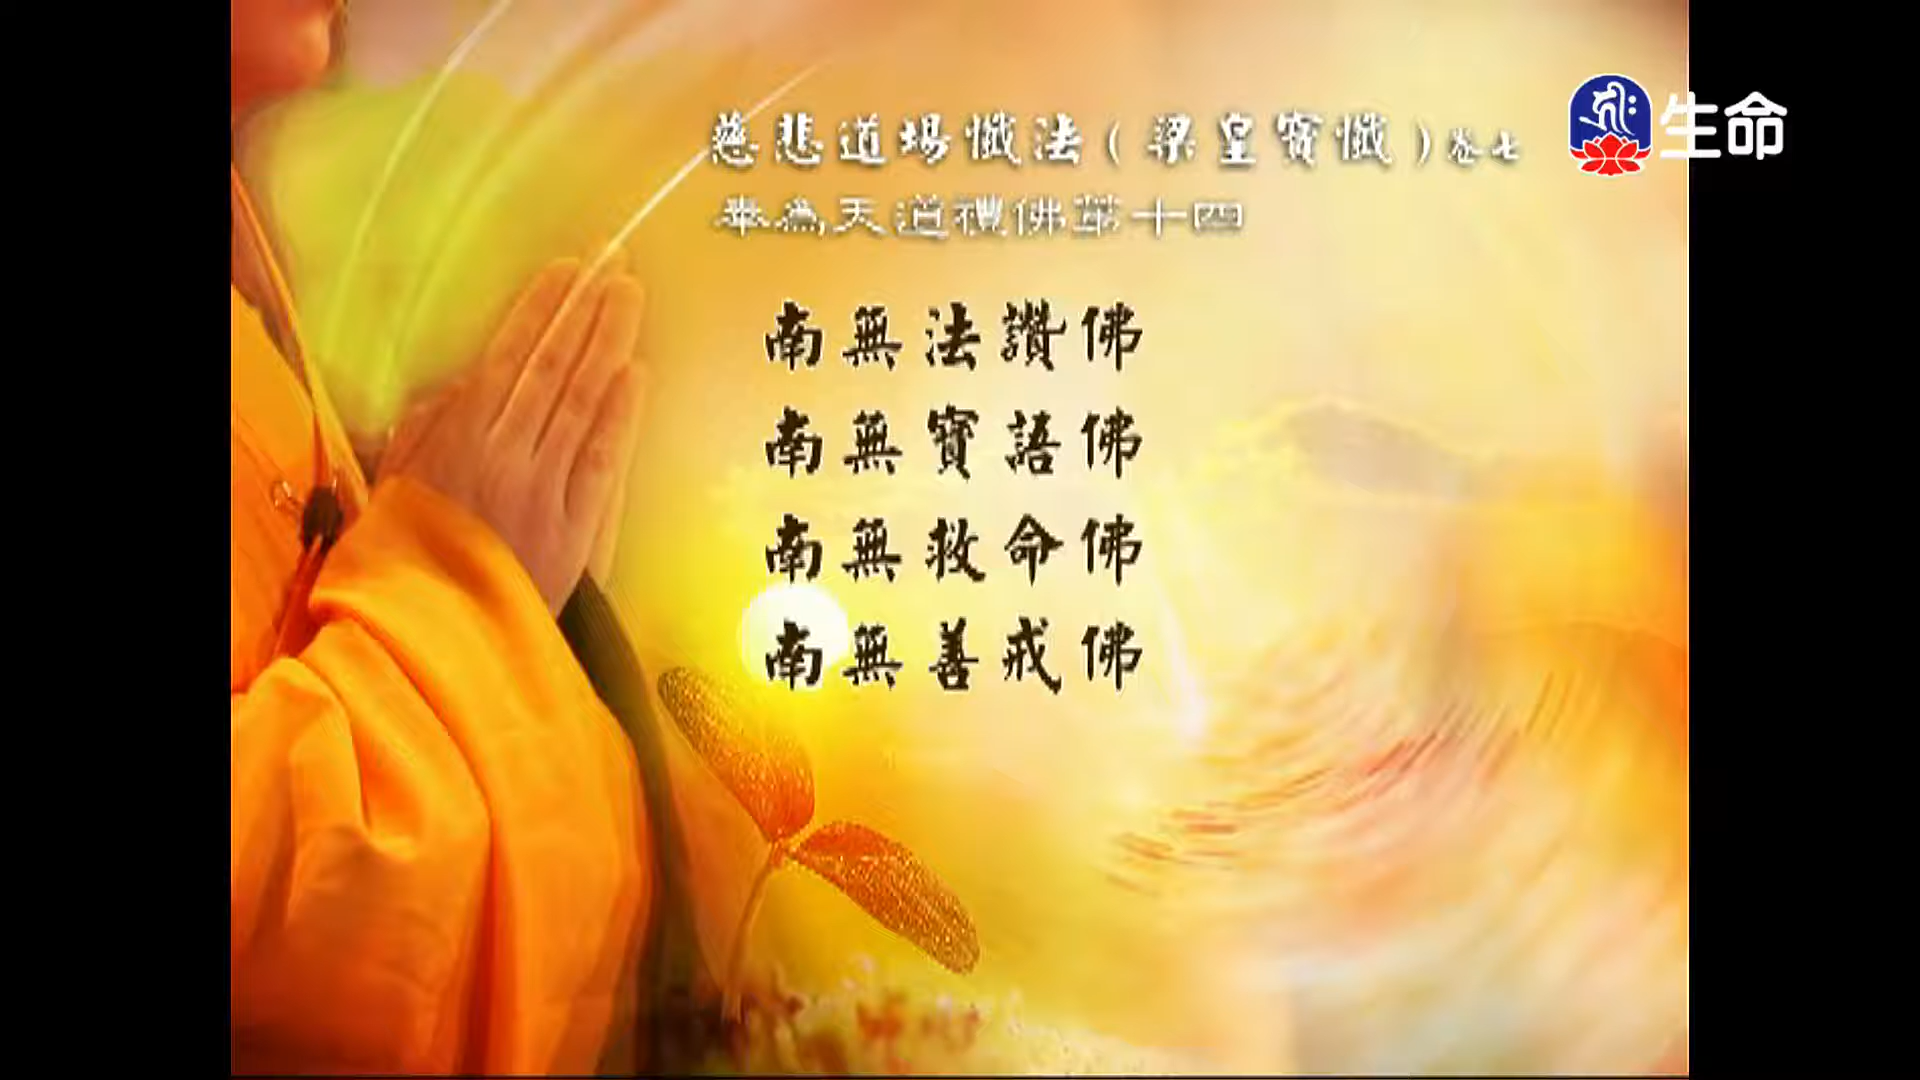 慈悲道場懺法(梁皇寶懺)卷七
奉為天道禮佛第十四
南無法讚佛
南無寶語佛
南無救命佛
南無善戒佛
生命